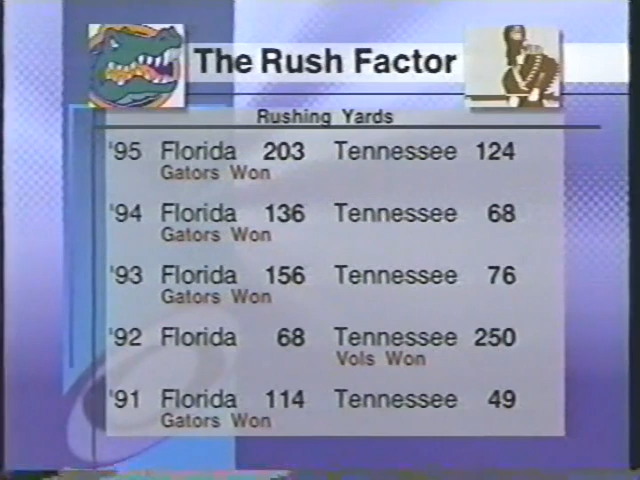 The Rush Factor
Rushing Yards
'95 Florida 203 Tennessee 124
Gators Won
'94 Florida 136 Tennessee 68
Gators Won
'93 Florida 156 Tennessee 76
Gators Won
'92 Florida 68 Tennessee 250
Vols Won
'91 Florida 114 Tennessee 49
Gators Won